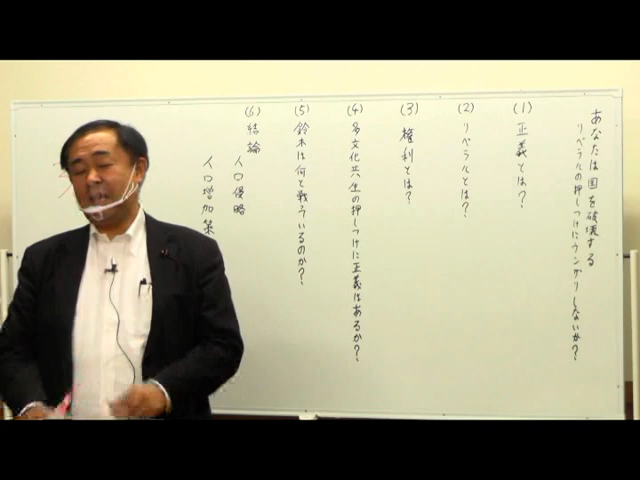 あなたは国を破壊する
リベラルの押しつけにウンザリしないか?
(1) 正義とは?
(2) リベラルとは?
(3) 権利とは?
(4) 多文化共生の押しつけに正義はあるか?
(5) 鈴木は何と戦ういるのか?
(6) 結論
人口侵略
人口増加策